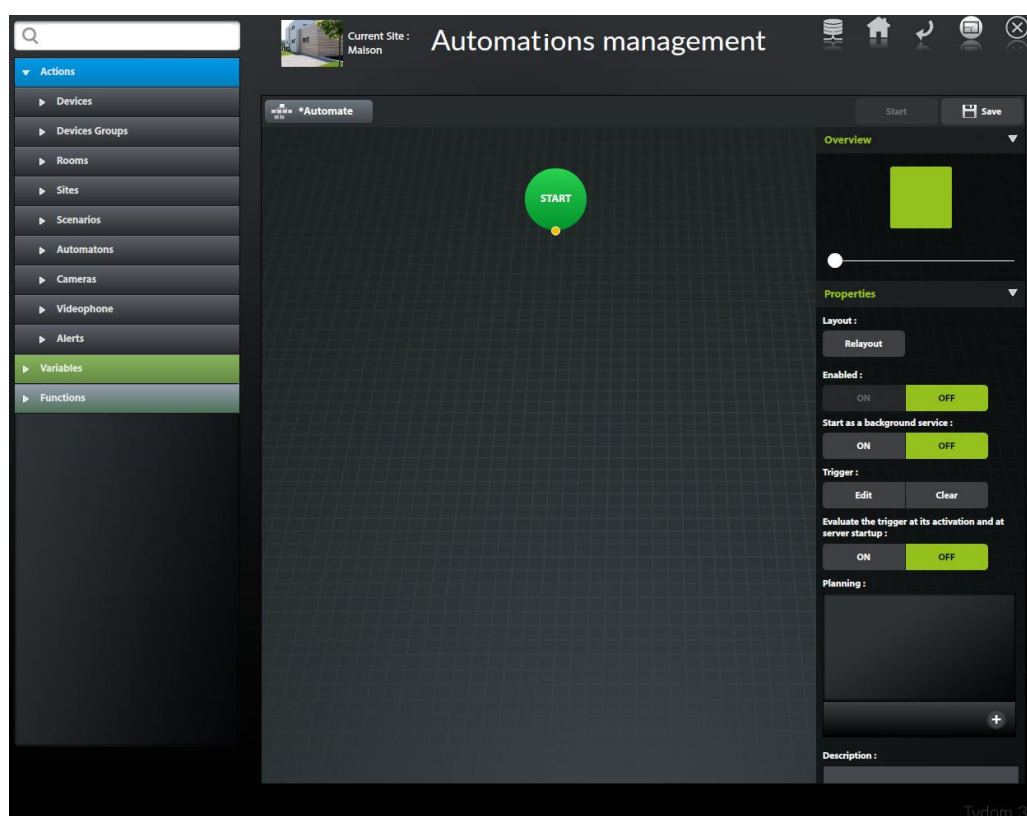 Current Site :
Maison
Automations management
Actions
Devices
Devices Groups
Rooms
Sites
Scenarios
Automatons
Cameras
Videophone
Alerts
Variables
Functions
*Automate
Start
Save
START
Overview
Properties
Layout :
Relayout
Enabled :
ON OFF
Start as a background service :
ON OFF
Trigger :
Edit Clear
Evaluate the trigger at its activation and at
server startup :
ON OFF
Planning :
Description :
Tydom 3